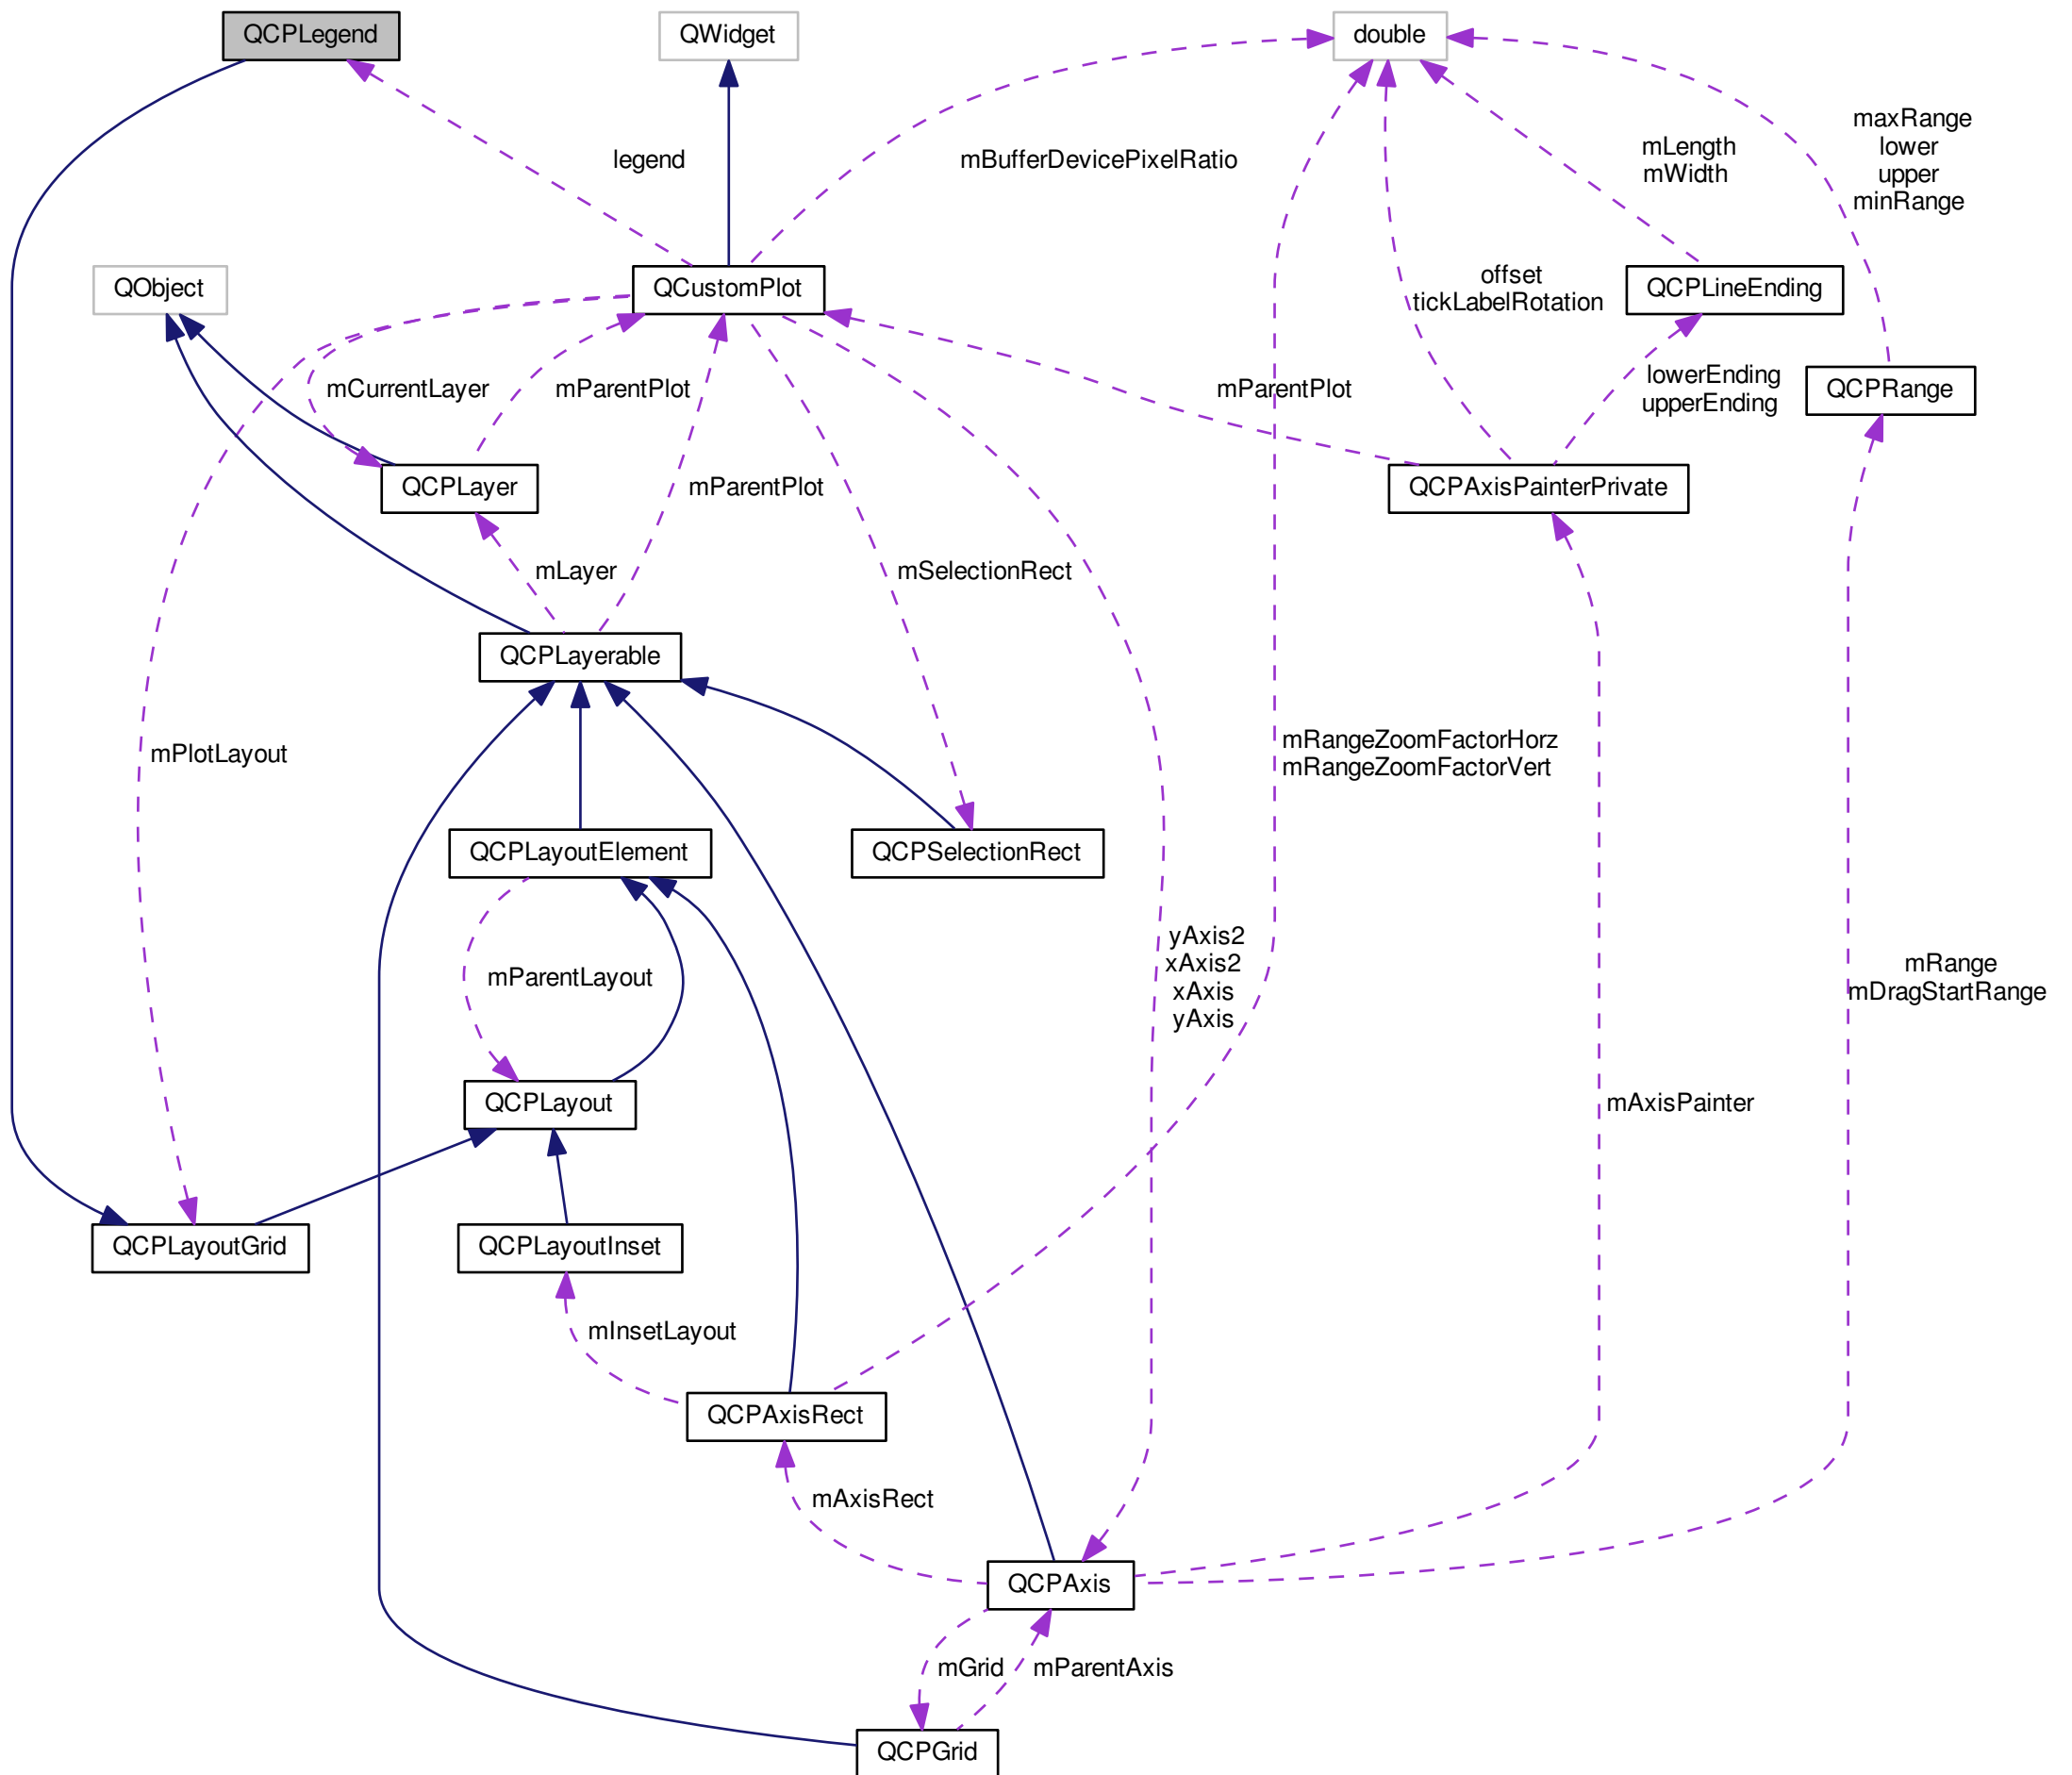 QCPLegend
QWidget
double
maxRange
lower
upper
minRange
legend
mBufferDevicePixelRatio
mLength
mWidth
QObject
QCustomPlot
offset
tickLabelRotation
QCPLineEnding
mCurrentLayer
mParentPlot
mParentPlot
lowerEnding
upperEnding
QCPRange
QCPLayer
mParentPlot
QCPAxisPainterPrivate
mLayer
mSelectionRect
QCPLayerable
mPlotLayout
mRangeZoomFactorHorz
mRangeZoomFactorVert
QCPLayoutElement
QCPSelectionRect
mParentLayout
yAxis2
xAxis2
xAxis
yAxis
mRange
mDragStartRange
QCPLayout
mAxisPainter
QCPLayoutGrid
QCPLayoutInset
mInsetLayout
QCPAxisRect
mAxisRect
QCPAxis
mGrid
mParentAxis
QCPGrid